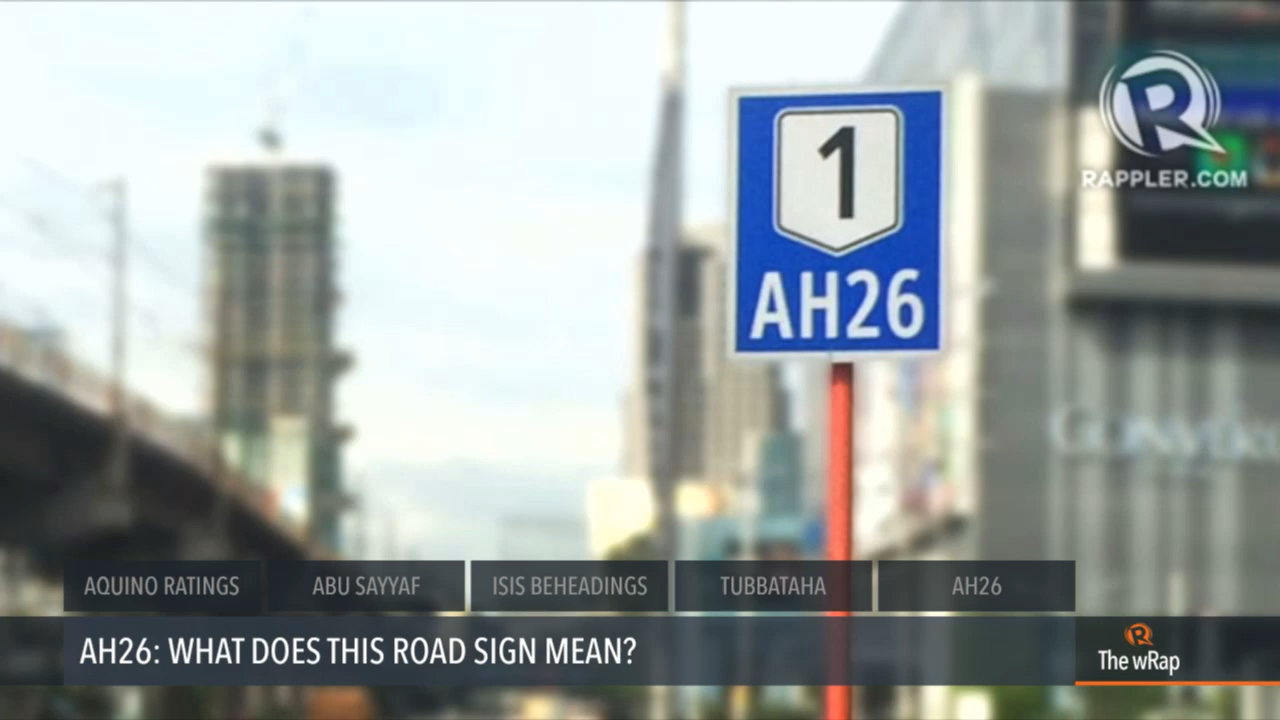 1
AH26
RAPPLER.COM
AQUINO RATINGS
ABU SAYYAF
ISIS BEHEADINGS
TUBBATAHA
AH26
AH26: WHAT DOES THIS ROAD SIGN MEAN?
The wRap